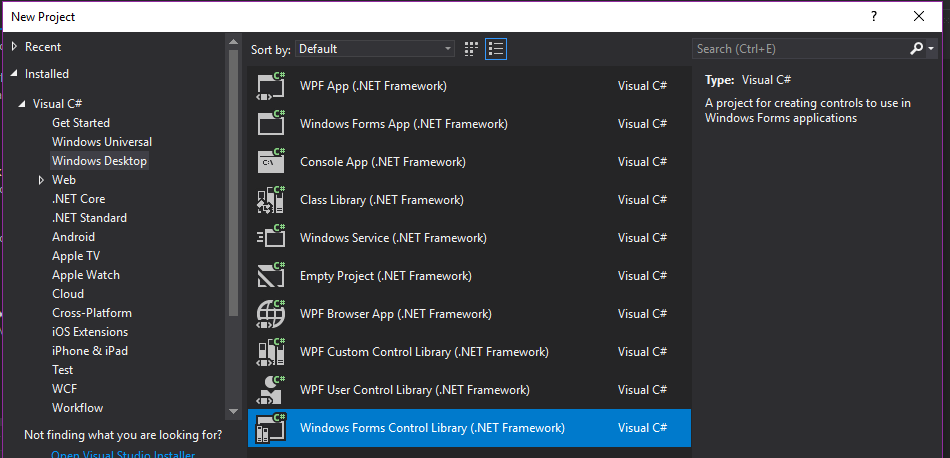 New Project
?
Recent
Installed
Visual C#
Get Started
Windows Universal
Windows Desktop
Web
.NET Core
.NET Standard
Android
Apple TV
Apple Watch
Cloud
Cross-Platform
iOS Extensions
iPhone & iPad
Test
WCF
Workflow
Not finding what you are looking for?
Open Visual Studio Installer
Sort by: Default
WPF App (.NET Framework) Visual C#
Windows Forms App (.NET Framework) Visual C#
Console App (.NET Framework) Visual C#
Class Library (.NET Framework) Visual C#
Windows Service (.NET Framework) Visual C#
Empty Project (.NET Framework) Visual C#
WPF Browser App (.NET Framework) Visual C#
WPF Custom Control Library (.NET Framework) Visual C#
WPF User Control Library (.NET Framework) Visual C#
Windows Forms Control Library (.NET Framework) Visual C#
Search (Ctrl+E)
Type: Visual C#
A project for creating controls to use in
Windows Forms applications